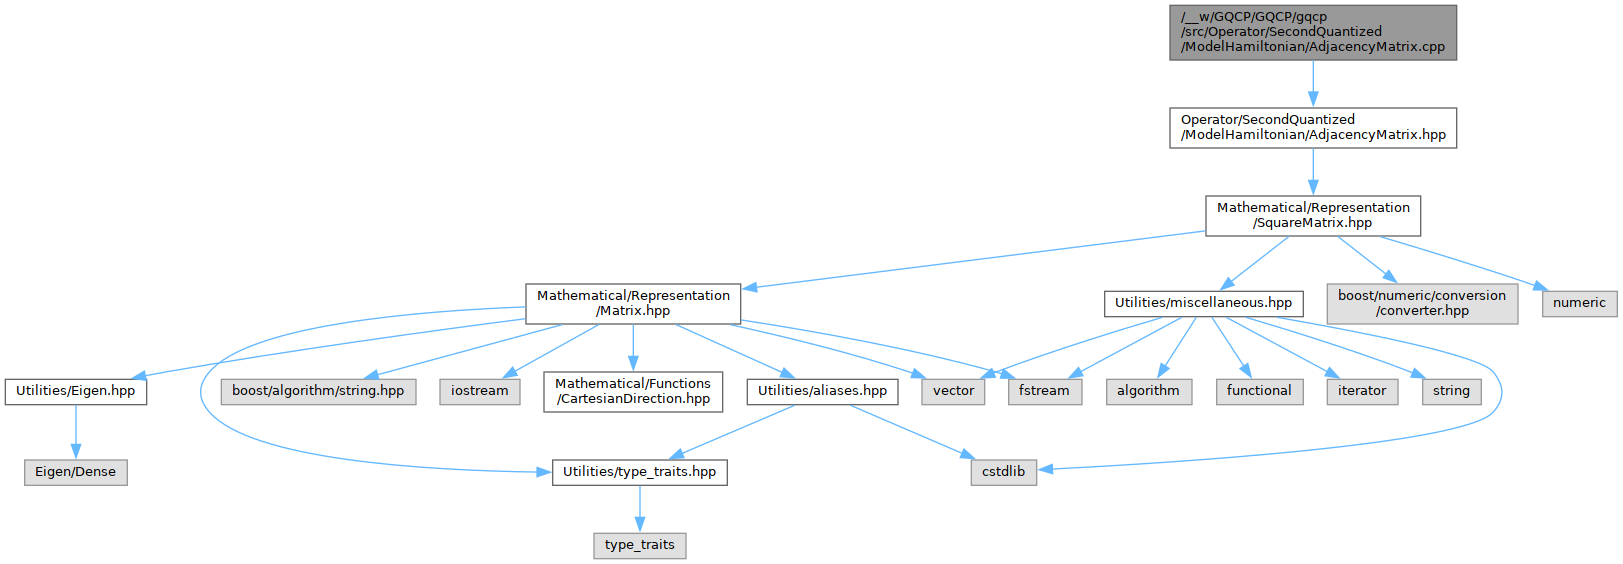 /__w/GQCP/GQCP/gqcp
/src/Operator/SecondQuantized
/ModelHamiltonian/AdjacencyMatrix.cpp
Operator/SecondQuantized
/ModelHamiltonian/AdjacencyMatrix.hpp
Mathematical/Representation
/SquareMatrix.hpp
Mathematical/Representation
/Matrix.hpp
Utilities/miscellaneous.hpp
boost/numeric/conversion
/converter.hpp
numeric
Utilities/Eigen.hpp
boost/algorithm/string.hpp
iostream
Mathematical/Functions
/CartesianDirection.hpp
Utilities/aliases.hpp
vector
fstream
algorithm
functional
iterator
string
Eigen/Dense
Utilities/type_traits.hpp
cstdlib
type_traits